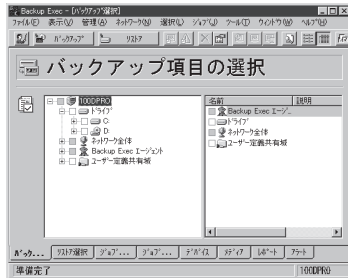 Backup Exec - [バックアップ選択]
ファイル(F) 表示(V) 管理(A) ネットワーク(N) 選択(L) ジョブ(J) ツール(T) ウィンドウ(W) ヘルプ(H)
バックアップ リストア
バックアップ項目の選択
100DPRO
ドライブ
C:
D:
ネットワーク全体
Backup Exec エージェント
ユーザー定義共有域
名前 説明
Backup Exec エージ...
ドライブ
ネットワーク全体
ユーザー定義共有域
バック... リストア選択 ジョブ... ジョブ... デバイス メディア レポート アラート
準備完了 100DPRO